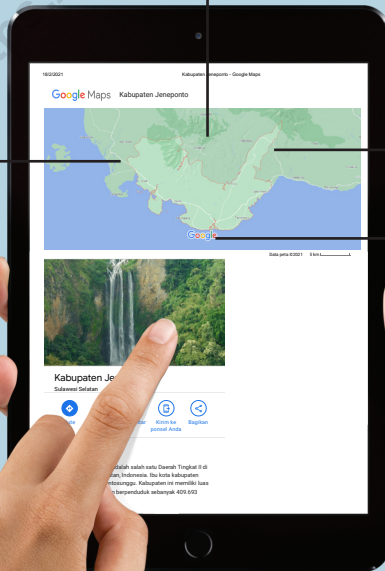 18/2/2021 Kabupaten Jeneponto - Google Maps
Google Maps Kabupaten Jeneponto
Google
Data peta ©2021 5 km
Kabupaten Je
Sulawesi Selatan
Kirim ke Bagikan
ponsel Anda
dalah salah satu Daerah Tingkat II di
Indonesia. Ibu kota kabupaten
Kabupaten ini memiliki luas
berpenduduk sebanyak 409.693